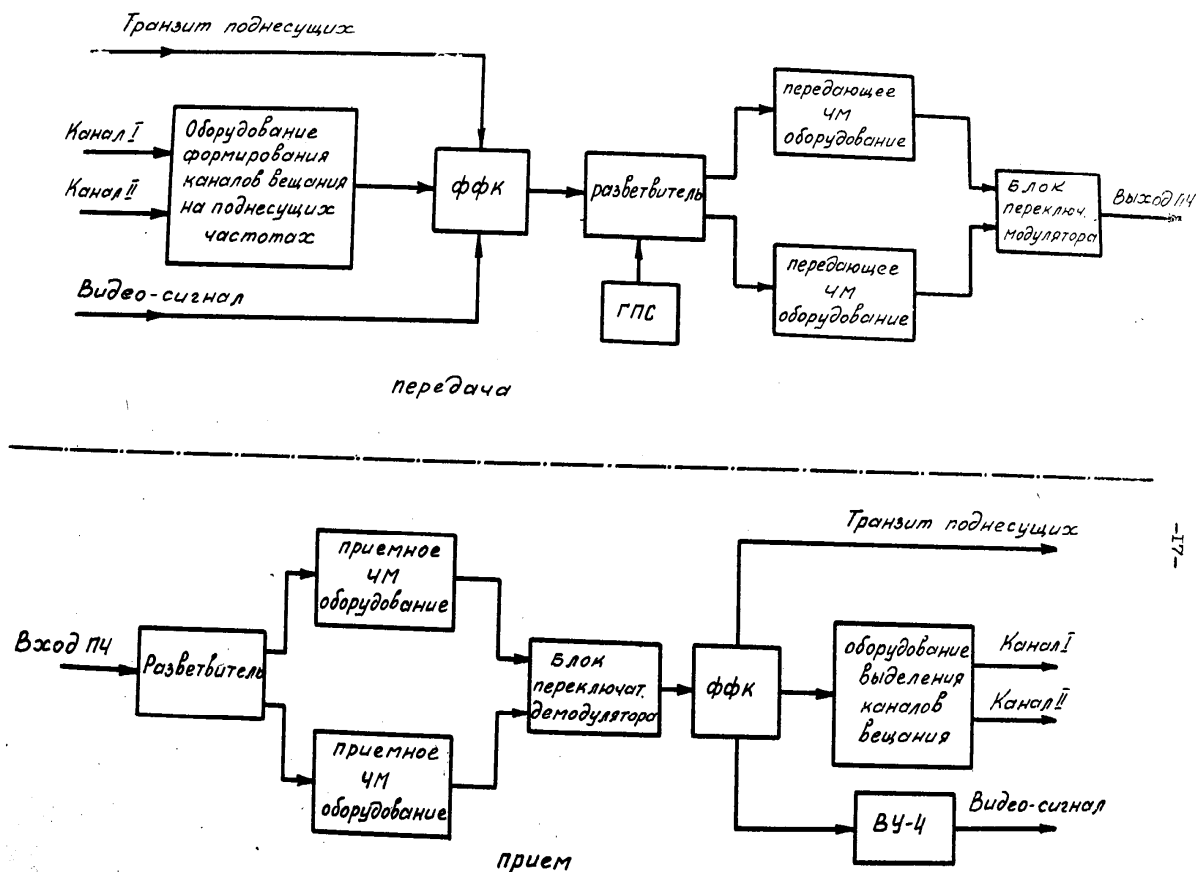 Транзит поднесущих
Канал I
Канал II
Оборудование
формирования
каналов вещания
на поднесущих
частотах
Видео-сигнал
ФФК
разветвитель
ГПС
передающее
ЧМ
оборудование
передающее
ЧМ
оборудование
Блок
переключ.
модулятора
Выход ПЧ
передача
-17-
Вход ПЧ
Разветвитель
приемное
ЧМ
оборудование
приемное
ЧМ
оборудование
Блок
переключат.
демодулятора
ФФК
Транзит поднесущих
оборудование
выделения
каналов
вещания
Канал I
Канал II
ВУ-4
Видео-сигнал
прием